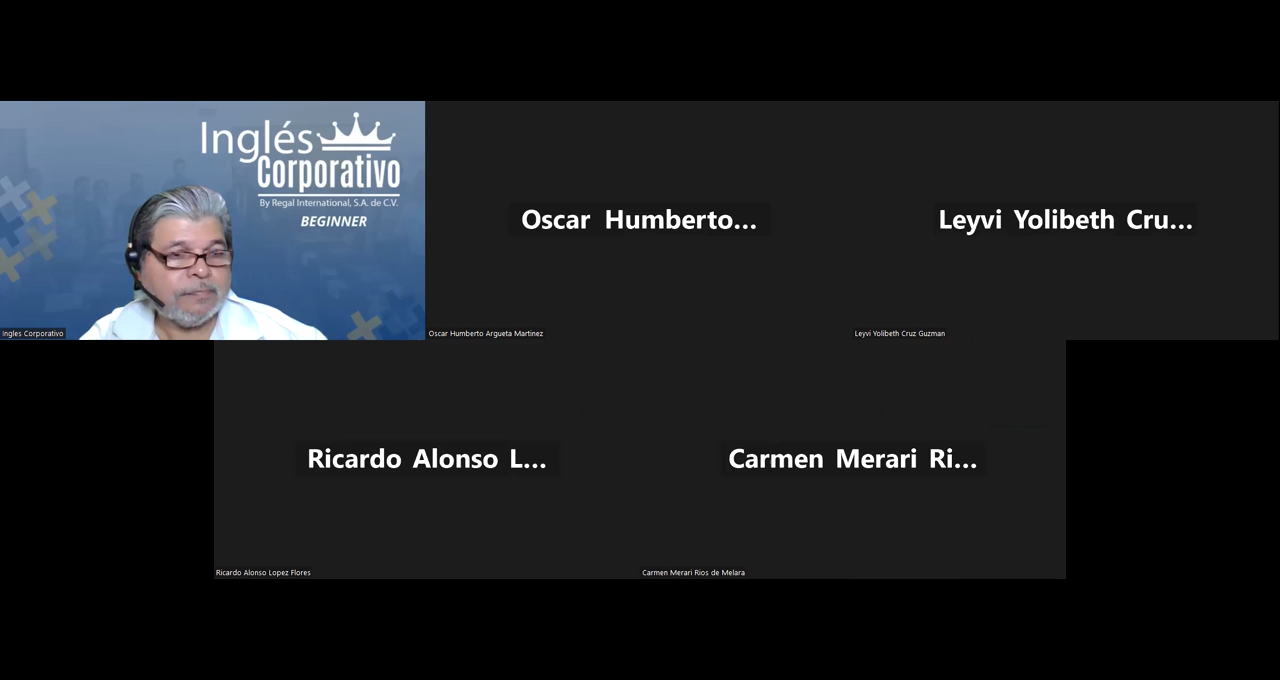 Inglés
Corporativo
By Regal International, S.A. de C.V.
BEGINNER
Ingles Corporativo
Oscar Humberto...
Oscar Humberto Argueta Martinez
Leyvi Yolibeth Cru...
Leyvi Yolibeth Cruz Guzman
Ricardo Alonso L...
Ricardo Alonso Lopez Flores
Carmen Merari Ri...
Carmen Merari Rios de Melara